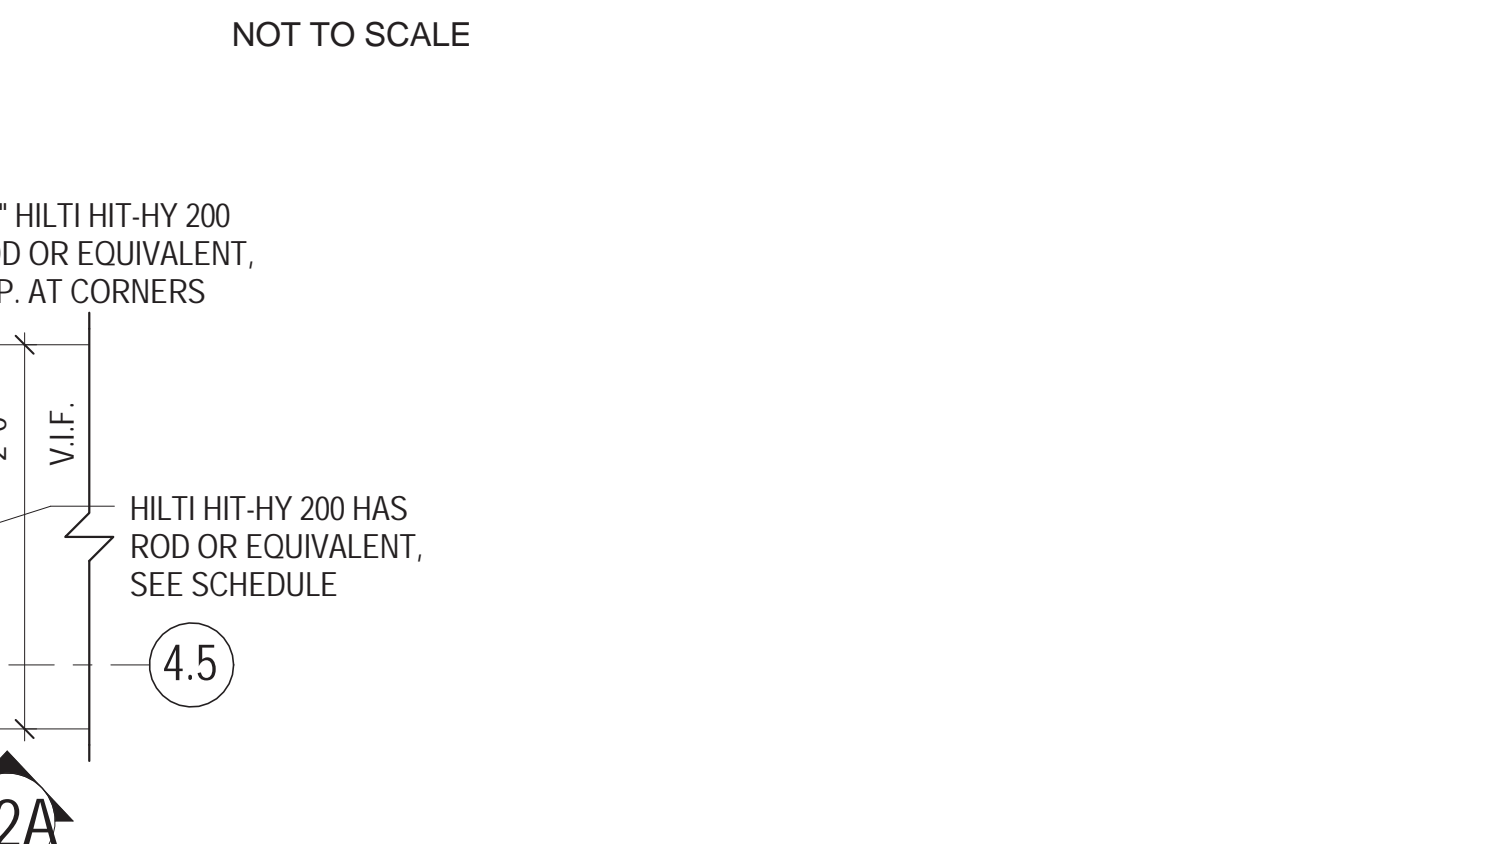 NOT TO SCALE
" HILTI HIT-HY 200
OR EQUIVALENT,
AT CORNERS
V.I.F.
HILTI HIT-HY 200 HAS
ROD OR EQUIVALENT,
SEE SCHEDULE
4.5
2A